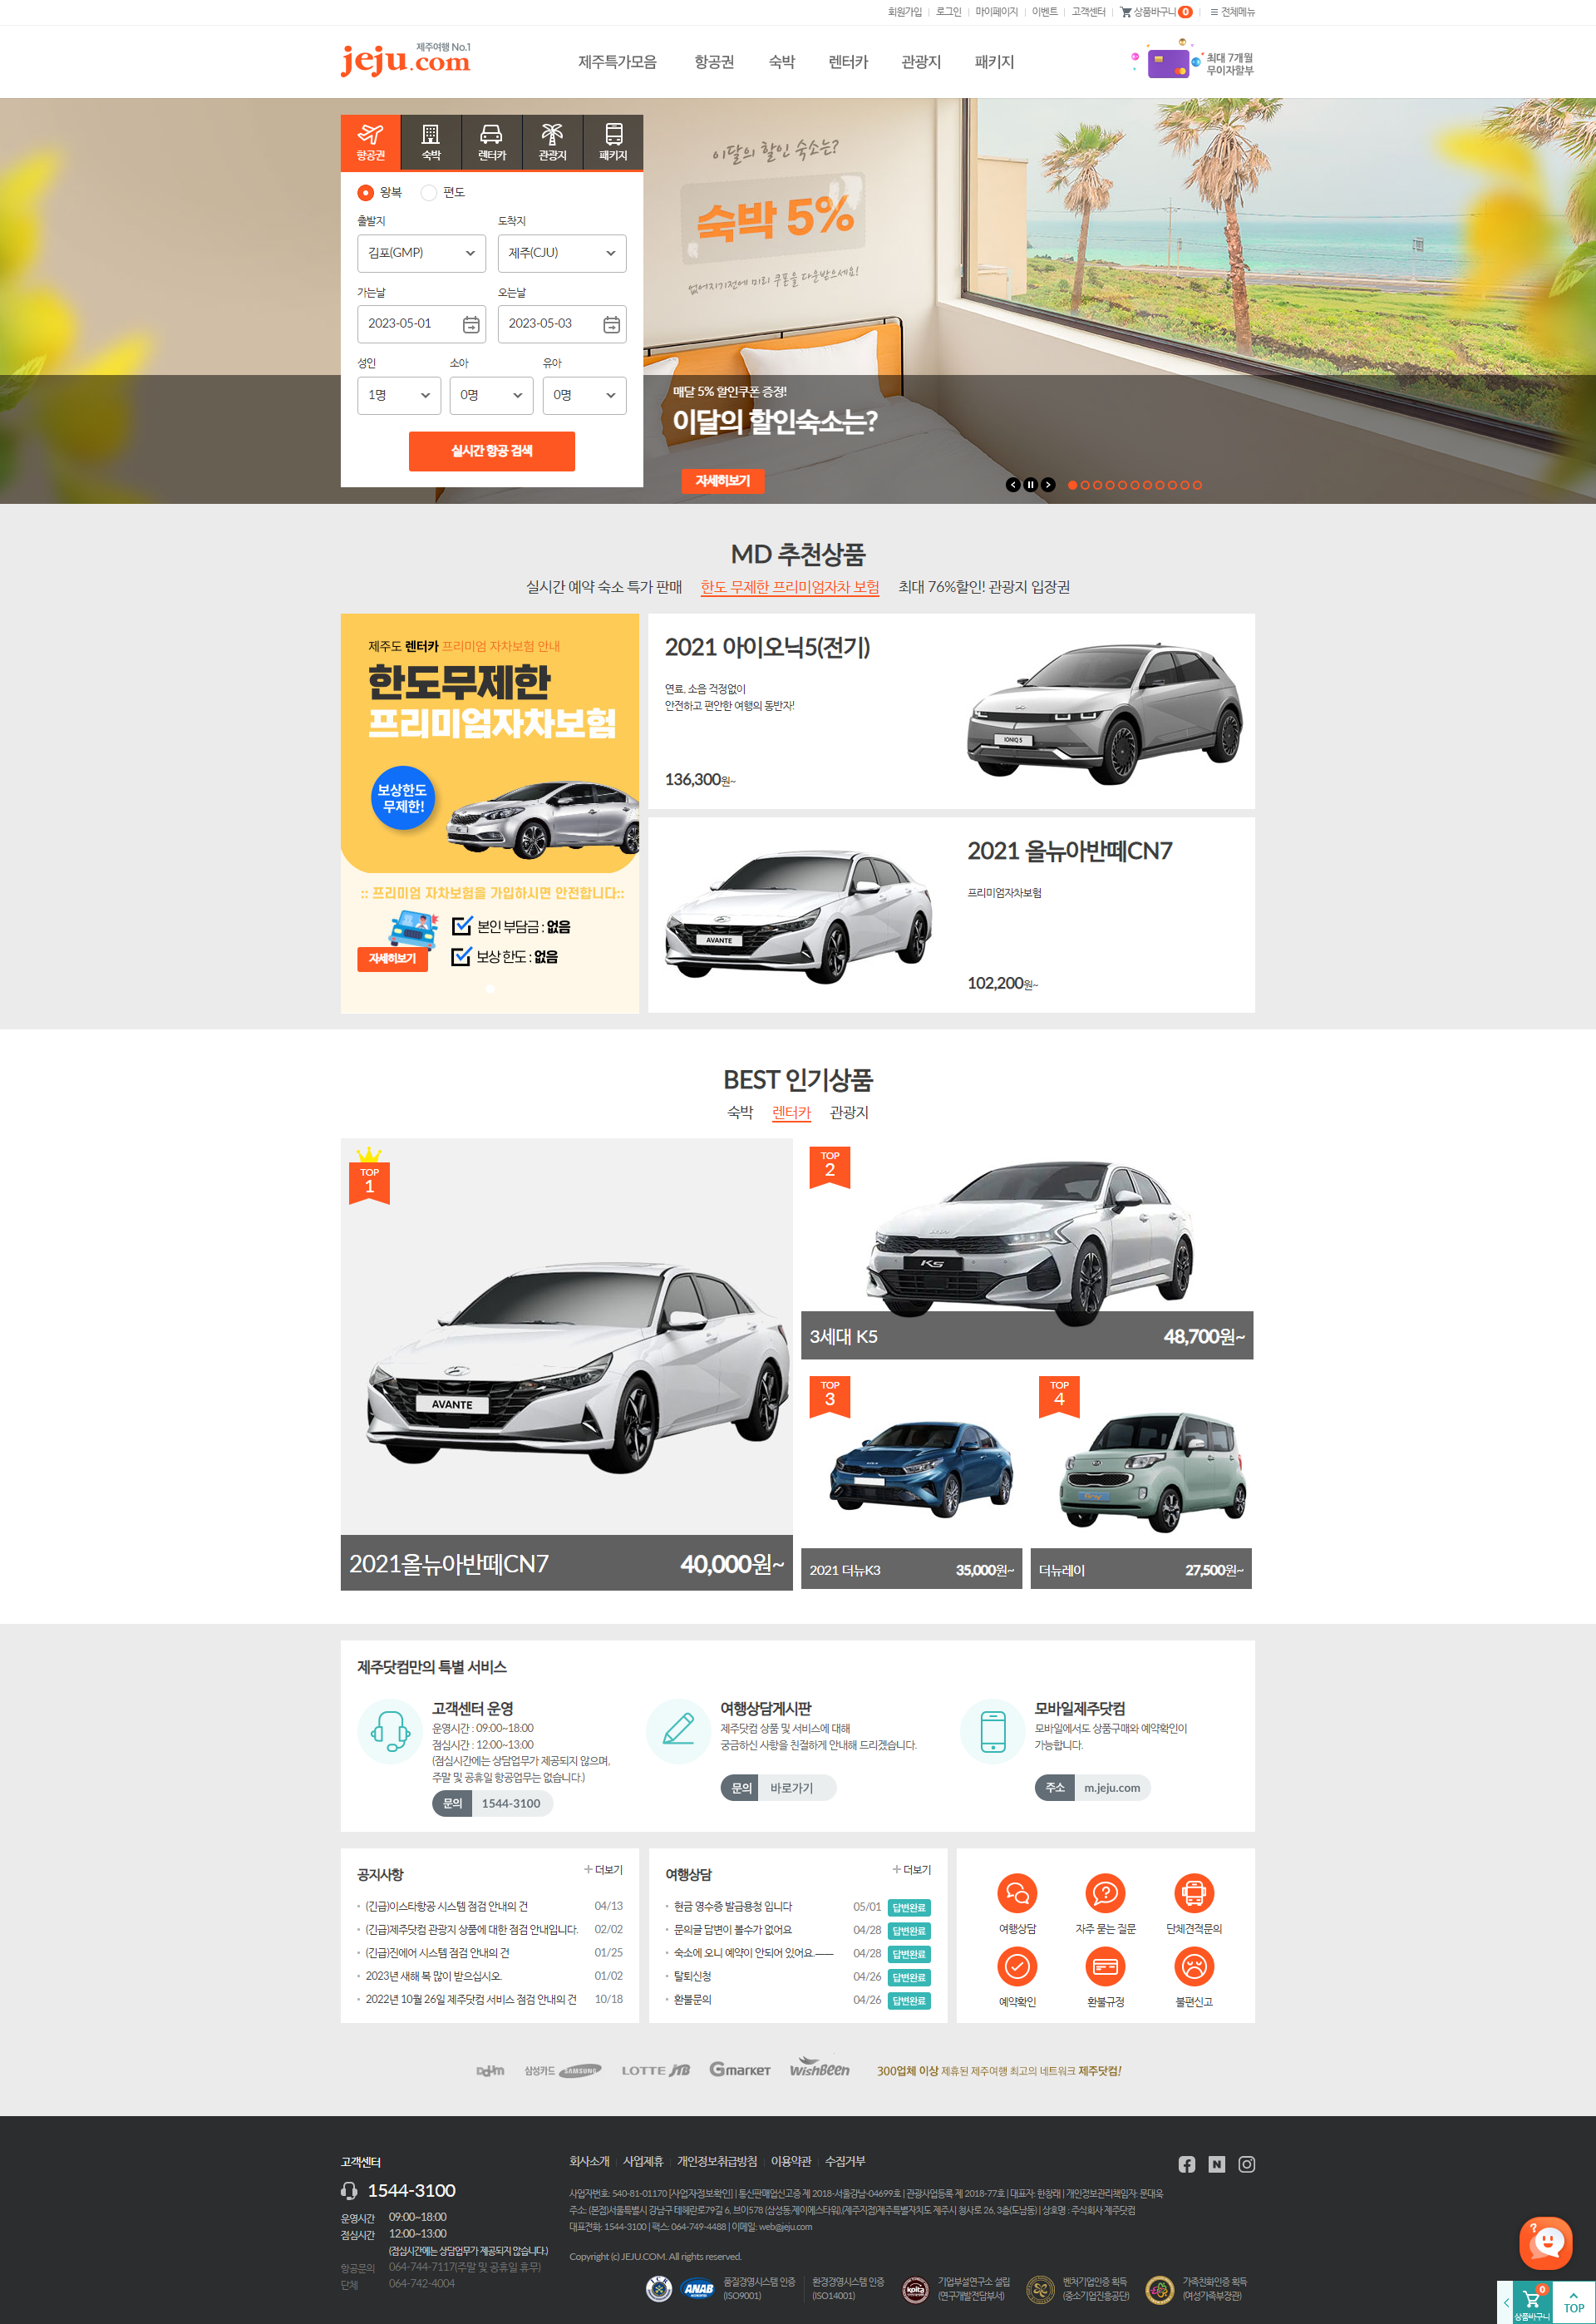 회원가입 로그인 마이페이지 이벤트 고객센터 상품바구니 0 전체메뉴
제주여행 No.1
jeju.com
제주특가모음 항공권 숙박 렌터카 관광지 패키지
최대 7개월
무이자할부
항공권 숙박 렌터카 관광지 패키지
왕복 편도
출발지 도착지
김포(GMP) 제주(CJU)
가는날 오는날
2023-05-01 2023-05-03
성인 소아 유아
1명 0명 0명
실시간 항공 검색
이달의 할인 숙소는?
숙박 5%
없어지기전에 미리 쿠폰을 다운받으세요!
매달 5% 할인쿠폰 증정!
이달의 할인숙소는?
자세히보기
MD 추천상품
실시간 예약 숙소 특가 판매 한도 무제한 프리미엄자차 보험 최대 76%할인! 관광지 입장권
제주도 렌터카 프리미엄 자차보험 안내
한도무제한
프리미엄자차보험
보상한도
무제한!
:: 프리미엄 자차보험을 가입하시면 안전합니다::
본인 부담금 : 없음
보상 한도 : 없음
자세히보기
2021 아이오닉5(전기)
연료, 소음 걱정없이
안전하고 편안한 여행의 동반자!
136,300원~
IONIQ 5
2021 올뉴아반떼CN7
프리미엄자차보험
102,200원~
AVANTE
BEST 인기상품
숙박 렌터카 관광지
TOP
1
AVANTE
2021올뉴아반떼CN7 40,000원~
TOP
2
K5
3세대 K5 48,700원~
TOP
3
2021 더뉴K3 35,000원~
TOP
4
더뉴레이 27,500원~
제주닷컴만의 특별 서비스
고객센터 운영
운영시간 : 09:00~18:00
점심시간 : 12:00~13:00
(점심시간에는 상담업무가 제공되지 않으며,
주말 및 공휴일 항공업무는 없습니다.)
문의 1544-3100
여행상담게시판
제주닷컴 상품 및 서비스에 대해
궁금하신 사항을 친절하게 안내해 드리겠습니다.
문의 바로가기
모바일제주닷컴
모바일에서도 상품구매와 예약확인이
가능합니다.
주소 m.jeju.com
공지사항 더보기
(긴급)이스타항공 시스템 점검 안내의 건 04/13
(긴급)제주닷컴 관광지 상품에 대한 점검 안내입니다. 02/02
(긴급)진에어 시스템 점검 안내의 건 01/25
2023년 새해 복 많이 받으십시오. 01/02
2022년 10월 26일 제주닷컴 서비스 점검 안내의 건 10/18
여행상담 더보기
현금 영수증 발급용청 입니다 05/01 답변완료
문의글 답변이 볼수가 없어요 04/28 답변완료
숙소에 오니 예약이 안되어 있어요.ㅡㅡ 04/28 답변완료
탈퇴신청 04/26 답변완료
환불문의 04/26 답변완료
여행상담 자주 묻는 질문 단체견적문의
예약확인 환불규정 불편신고
Daum 삼성카드 SAMSUNG LOTTE JTB Gmarket WishBeen 300업체 이상 제휴된 제주여행 최고의 네트워크 제주닷컴!
고객센터
1544-3100
운영시간 09:00~18:00
점심시간 12:00~13:00
(점심시간에는 상담업무가 제공되지 않습니다.)
항공문의 064-744-7117(주말 및 공휴일 휴무)
단체 064-742-4004
회사소개 사업제휴 개인정보취급방침 이용약관 수집거부
사업자번호: 540-81-01170 [사업자정보확인] | 통신판매업신고증 제 2018-서울강남-04699호 | 관광사업등록 제 2018-77호 | 대표자: 한창래 | 개인정보관리책임자: 문대욱
주소: (본점)서울특별시 강남구 테헤란로79길 6, 브이578 (삼성동,제이에스타워),(제주지점)제주특별자치도 제주시 청사로 26, 3층(도남동) | 상호명 : 주식회사 제주닷컴
대표전화: 1544-3100 | 팩스: 064-749-4488 | 이메일: web@jeju.com
Copyright (c) JEJU.COM. All rights reserved.
ANAB
품질경영시스템 인증
(ISO9001)
환경경영시스템 인증
(ISO14001)
koita
기업부설연구소 설립
(연구개발전담부서)
벤처기업인증 획득
(중소기업진흥공단)
가족친화인증 획득
(여성가족부장관)
0
상품바구니
TOP